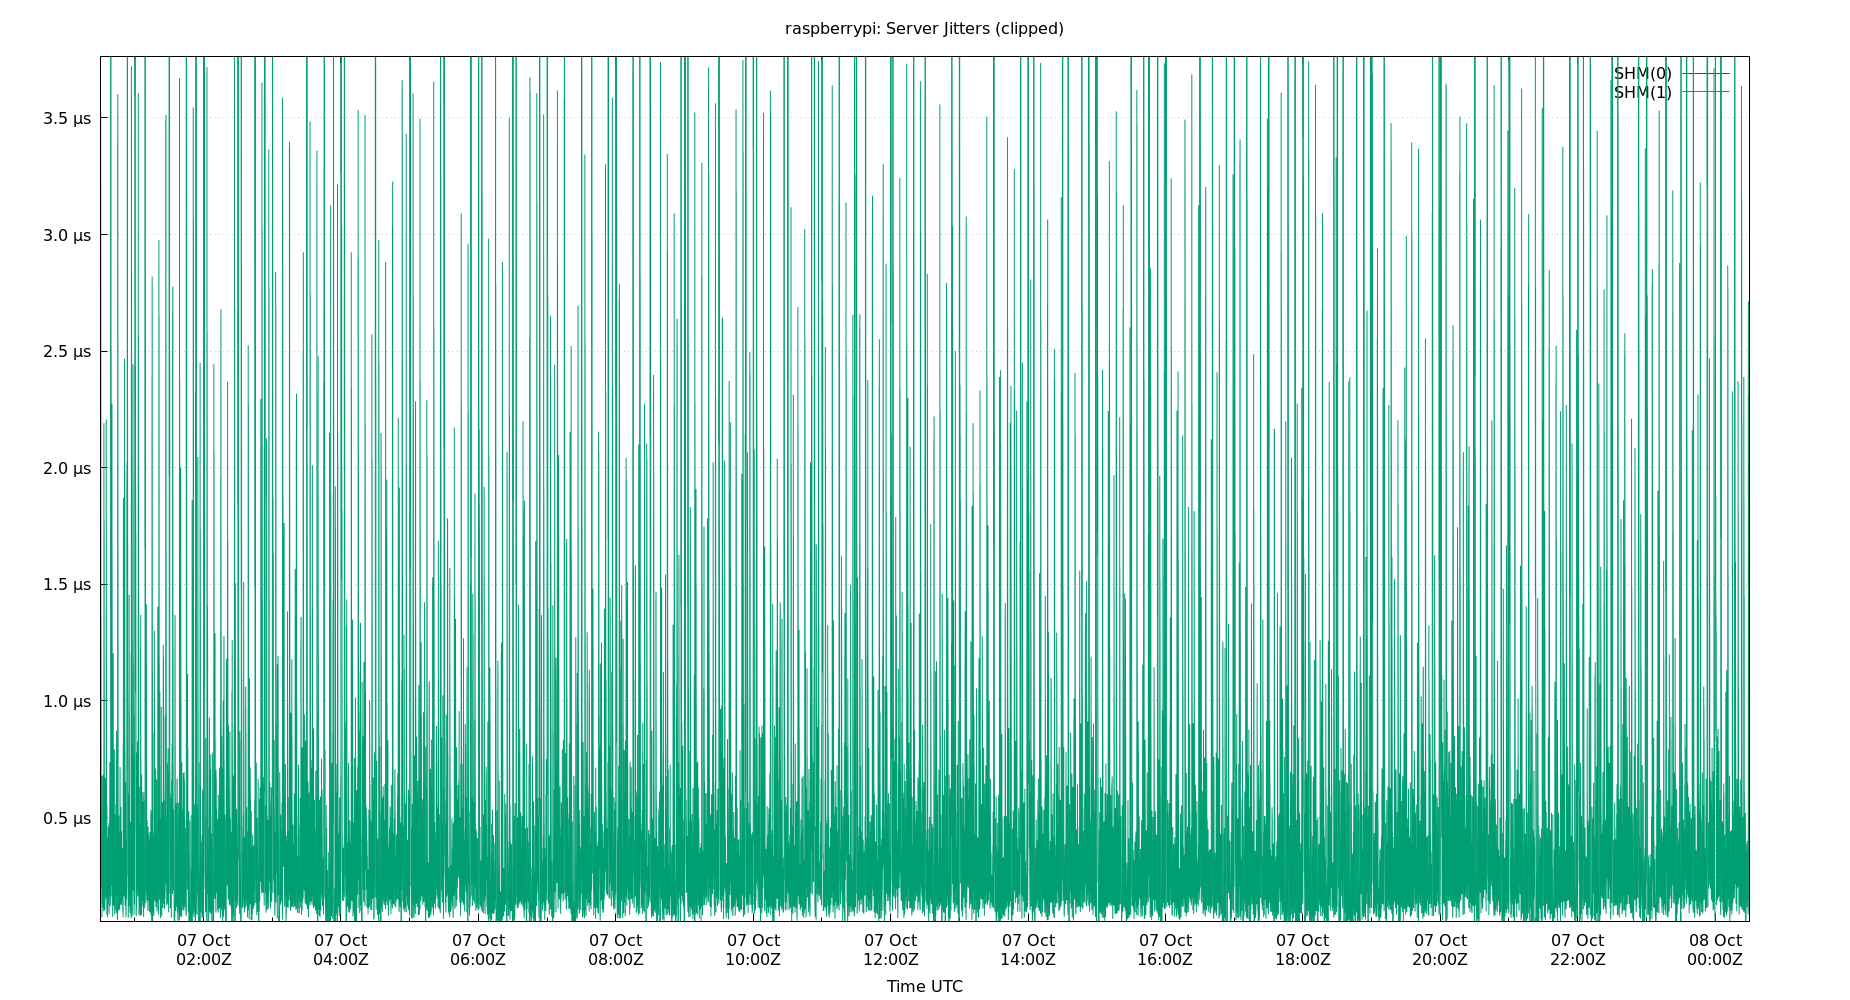 raspberrypi: Server Jitters (clipped)
SHM(0)
SHM(1)
3.5 µs
3.0 µs
2.5 µs
2.0 µs
1.5 µs
1.0 µs
0.5 µs
07 Oct 07 Oct 07 Oct 07 Oct 07 Oct 07 Oct 07 Oct 07 Oct 07 Oct 07 Oct 07 Oct 08 Oct
02:00Z 04:00Z 06:00Z 08:00Z 10:00Z 12:00Z 14:00Z 16:00Z 18:00Z 20:00Z 22:00Z 00:00Z
Time UTC